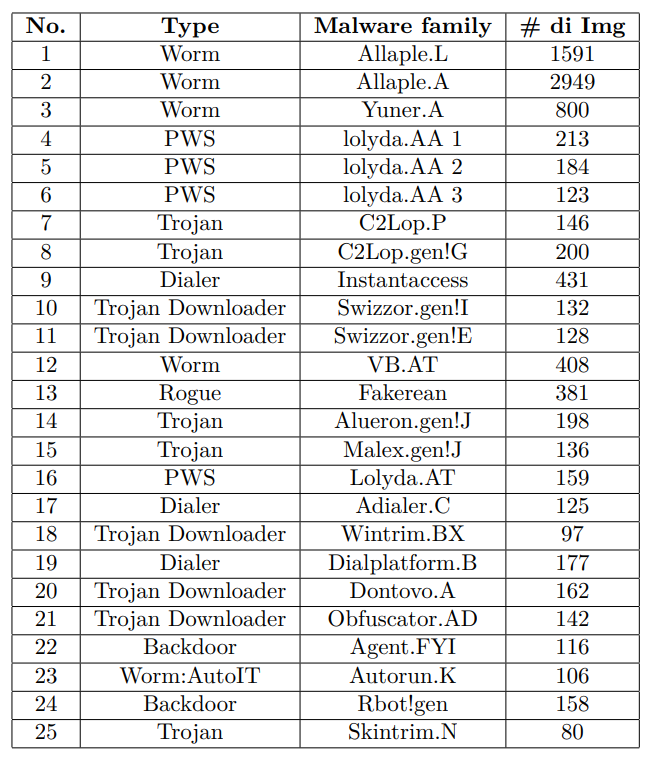 No. Type Malware family # di Img
1 Worm Allaple.L 1591
2 Worm Allaple.A 2949
3 Worm Yuner.A 800
4 PWS lolyda.AA 1 213
5 PWS lolyda.AA 2 184
6 PWS lolyda.AA 3 123
7 Trojan C2Lop.P 146
8 Trojan C2Lop.gen!G 200
9 Dialer Instantaccess 431
10 Trojan Downloader Swizzor.gen!I 132
11 Trojan Downloader Swizzor.gen!E 128
12 Worm VB.AT 408
13 Rogue Fakerean 381
14 Trojan Alueron.gen!J 198
15 Trojan Malex.gen!J 136
16 PWS Lolyda.AT 159
17 Dialer Adialer.C 125
18 Trojan Downloader Wintrim.BX 97
19 Dialer Dialplatform.B 177
20 Trojan Downloader Dontovo.A 162
21 Trojan Downloader Obfuscator.AD 142
22 Backdoor Agent.FYI 116
23 Worm:AutoIT Autorun.K 106
24 Backdoor Rbot!gen 158
25 Trojan Skintrim.N 80